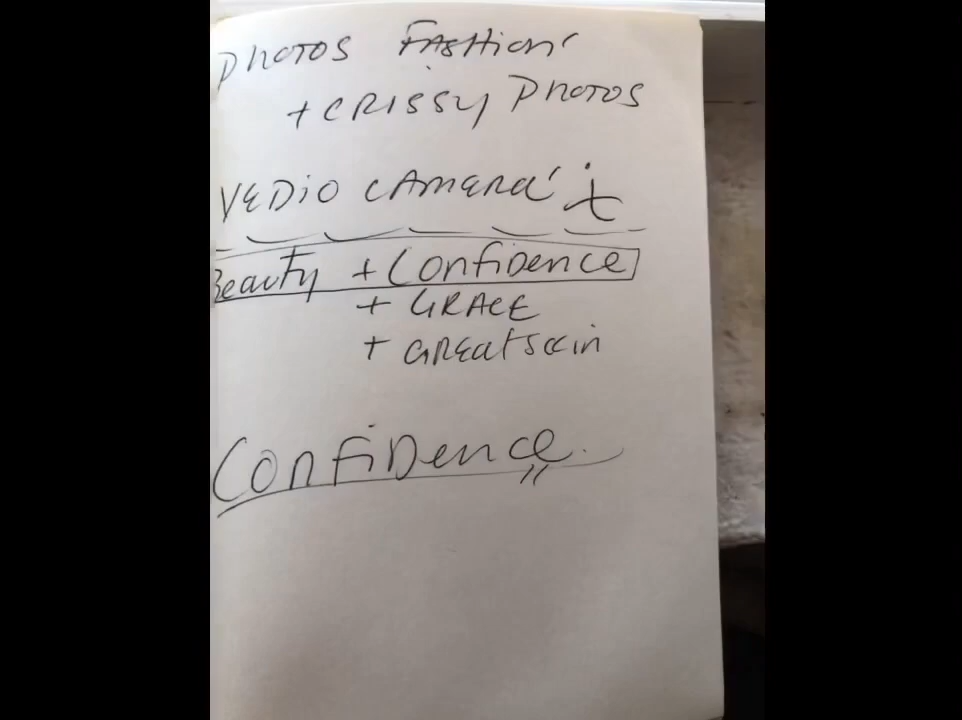 PHOTOS FASHion'
+ CRISSY PHOTOS
VEDiO CAMERA'
Beauty + Confidence
+ GRACE
+ GREAtSCin
ConfiDence.